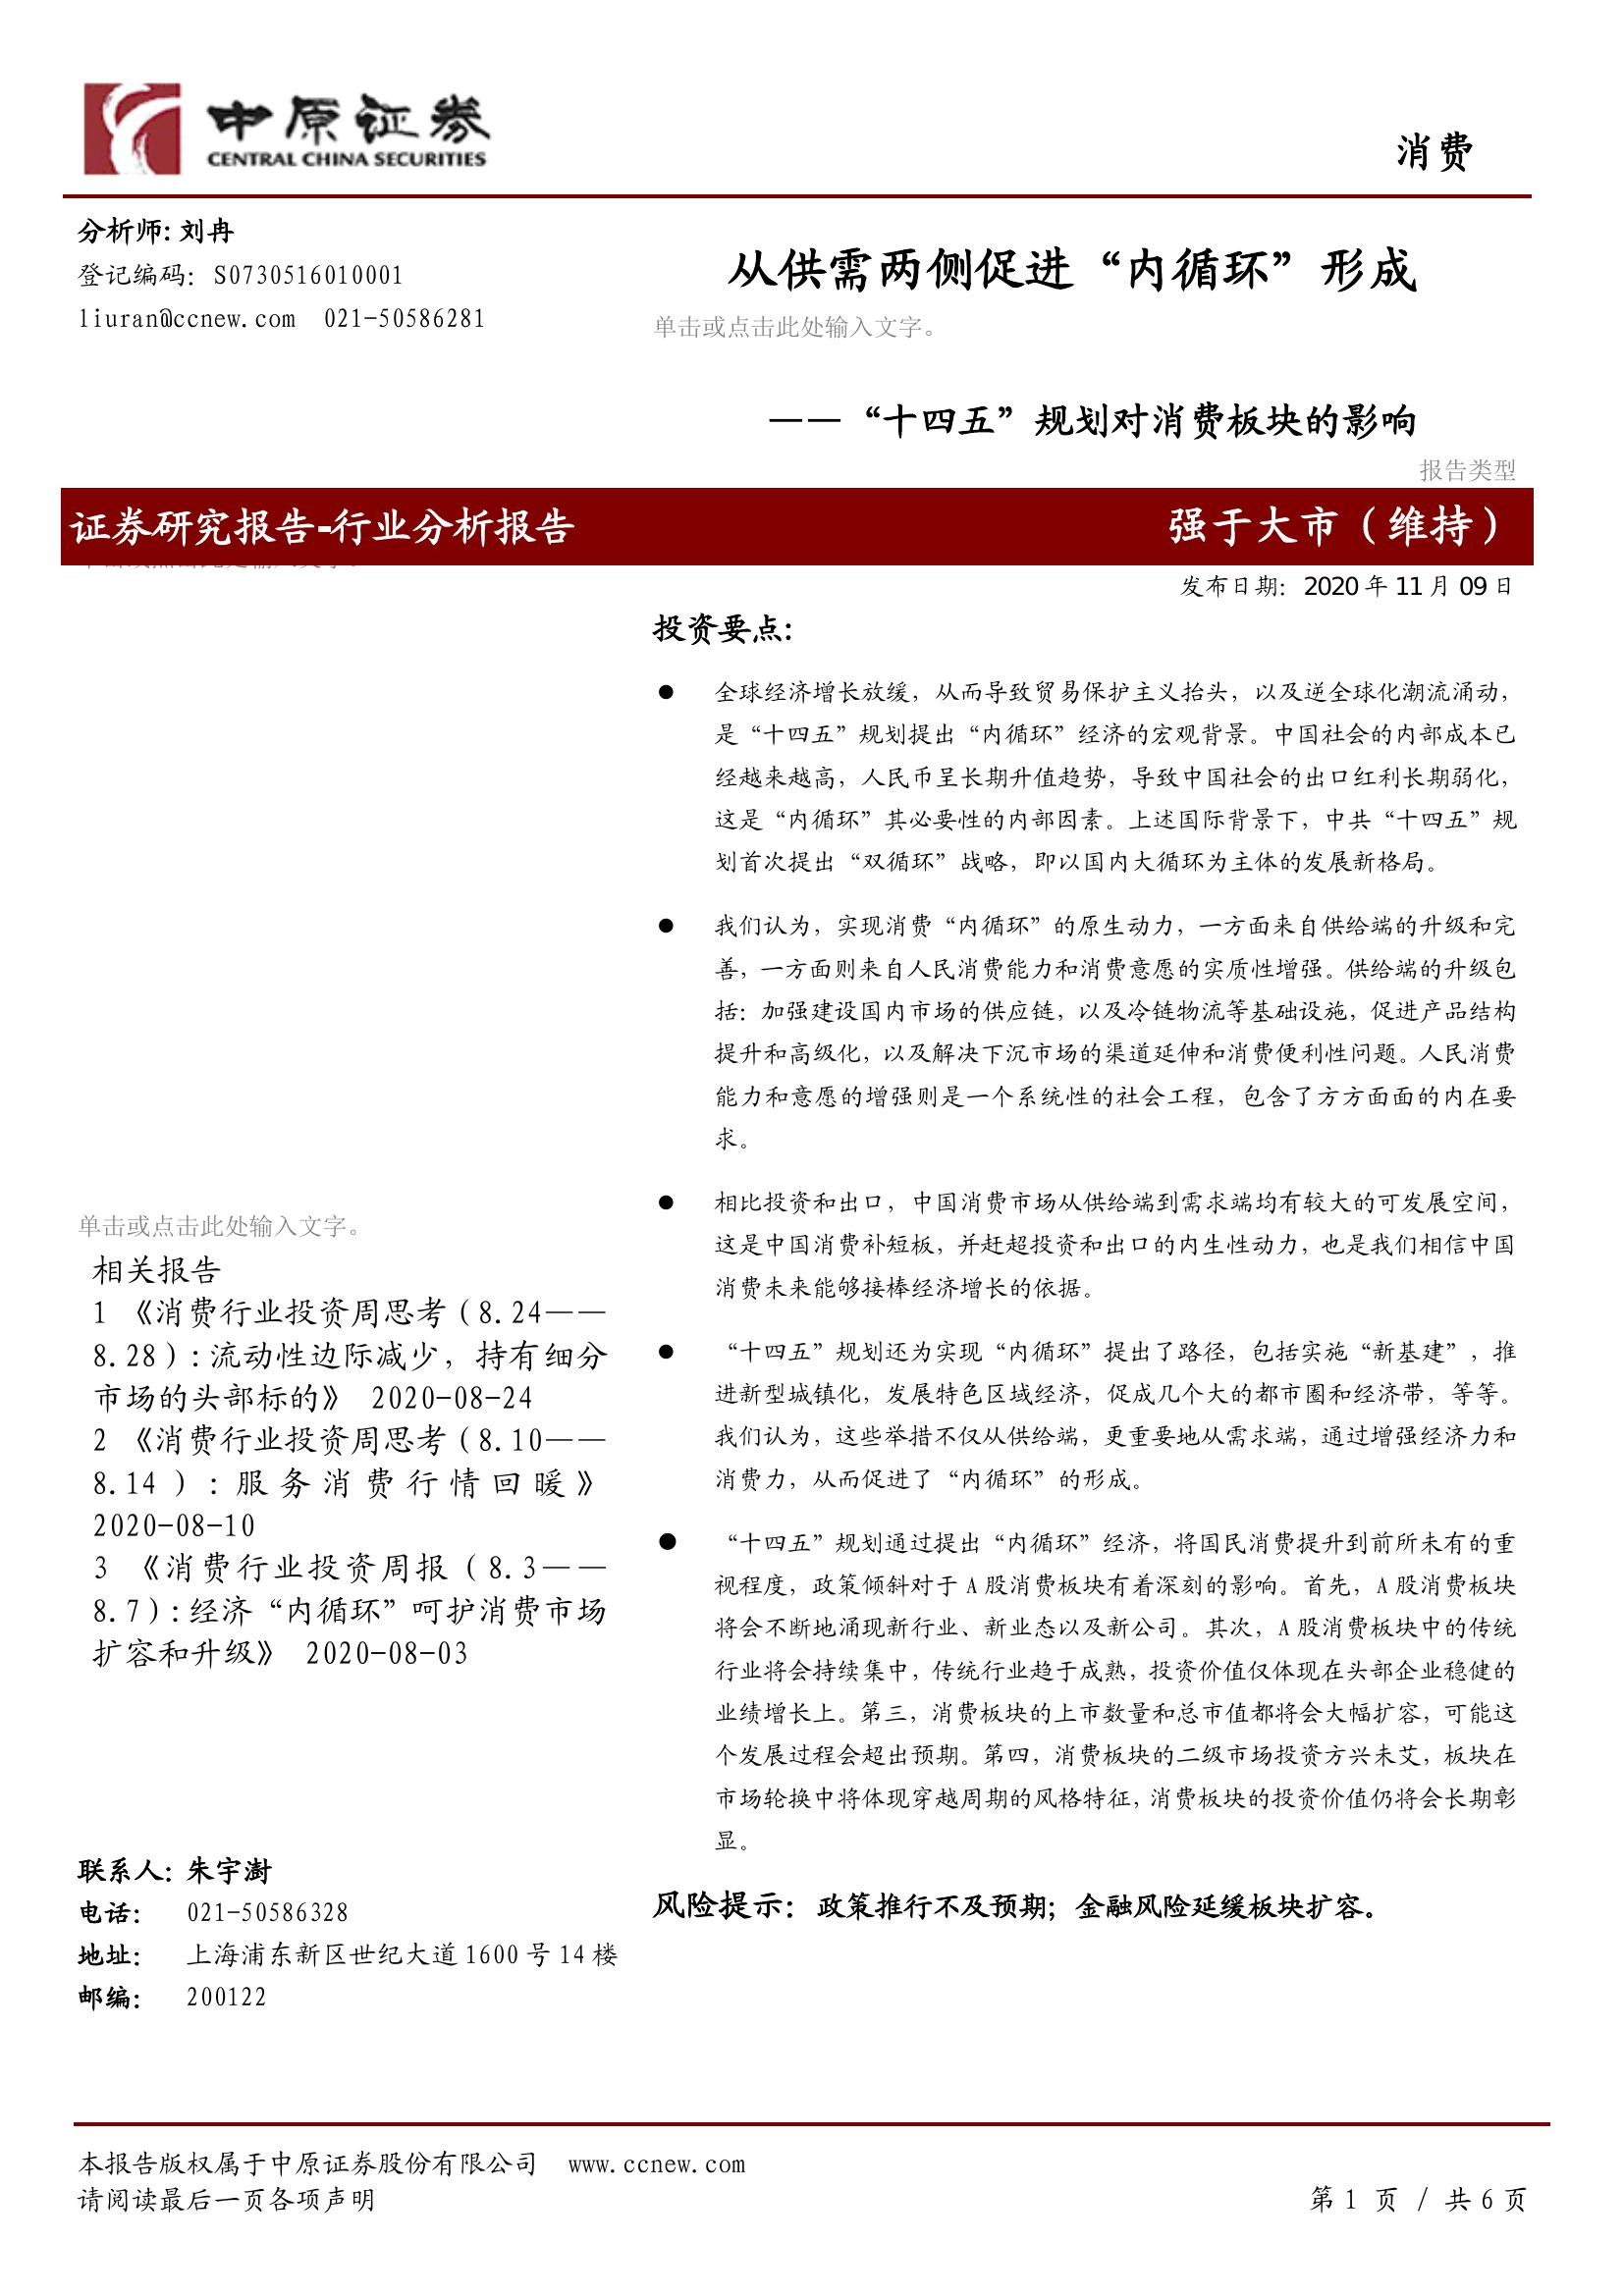 中原证券
CENTRAL CHINA SECURITIES
消费
分析师: 刘冉
登记编码：S0730516010001
liuran@ccnew.com 021-50586281
从供需两侧促进“内循环”形成
单击或点击此处输入文字。
——“十四五”规划对消费板块的影响
报告类型
证券研究报告-行业分析报告
强于大市（维持）
发布日期：2020年11月09日
投资要点：
● 全球经济增长放缓，从而导致贸易保护主义抬头，以及逆全球化潮流涌动，
是“十四五”规划提出“内循环”经济的宏观背景。中国社会的内部成本已
经越来越高，人民币呈长期升值趋势，导致中国社会的出口红利长期弱化，
这是“内循环”其必要性的内部因素。上述国际背景下，中共“十四五”规
划首次提出“双循环”战略，即以国内大循环为主体的发展新格局。
● 我们认为，实现消费“内循环”的原生动力，一方面来自供给端的升级和完
善，一方面则来自人民消费能力和消费意愿的实质性增强。供给端的升级包
括：加强建设国内市场的供应链，以及冷链物流等基础设施，促进产品结构
提升和高级化，以及解决下沉市场的渠道延伸和消费便利性问题。人民消费
能力和意愿的增强则是一个系统性的社会工程，包含了方方面面的内在要
求。
● 相比投资和出口，中国消费市场从供给端到需求端均有较大的可发展空间，
这是中国消费补短板，并赶超投资和出口的内生性动力，也是我们相信中国
消费未来能够接棒经济增长的依据。
● “十四五”规划还为实现“内循环”提出了路径，包括实施“新基建”，推
进新型城镇化，发展特色区域经济，促成几个大的都市圈和经济带，等等。
我们认为，这些举措不仅从供给端，更重要地从需求端，通过增强经济力和
消费力，从而促进了“内循环”的形成。
● “十四五”规划通过提出“内循环”经济，将国民消费提升到前所未有的重
视程度，政策倾斜对于A股消费板块有着深刻的影响。首先，A股消费板块
将会不断地涌现新行业、新业态以及新公司。其次，A股消费板块中的传统
行业将会持续集中，传统行业趋于成熟，投资价值仅体现在头部企业稳健的
业绩增长上。第三，消费板块的上市数量和总市值都将会大幅扩容，可能这
个发展过程会超出预期。第四，消费板块的二级市场投资方兴未艾，板块在
市场轮换中将体现穿越周期的风格特征，消费板块的投资价值仍将会长期彰
显。
风险提示：政策推行不及预期；金融风险延缓板块扩容。
单击或点击此处输入文字。
相关报告
1 《消费行业投资周思考（8.24——
8.28）：流动性边际减少，持有细分
市场的头部标的》 2020-08-24
2 《消费行业投资周思考（8.10——
8.14）：服务消费行情回暖》
2020-08-10
3 《消费行业投资周报（8.3——
8.7）：经济“内循环”呵护消费市场
扩容和升级》 2020-08-03
联系人：朱宇澍
电话： 021-50586328
地址： 上海浦东新区世纪大道1600号14楼
邮编： 200122
本报告版权属于中原证券股份有限公司 www.ccnew.com
请阅读最后一页各项声明
第1 页 / 共6页